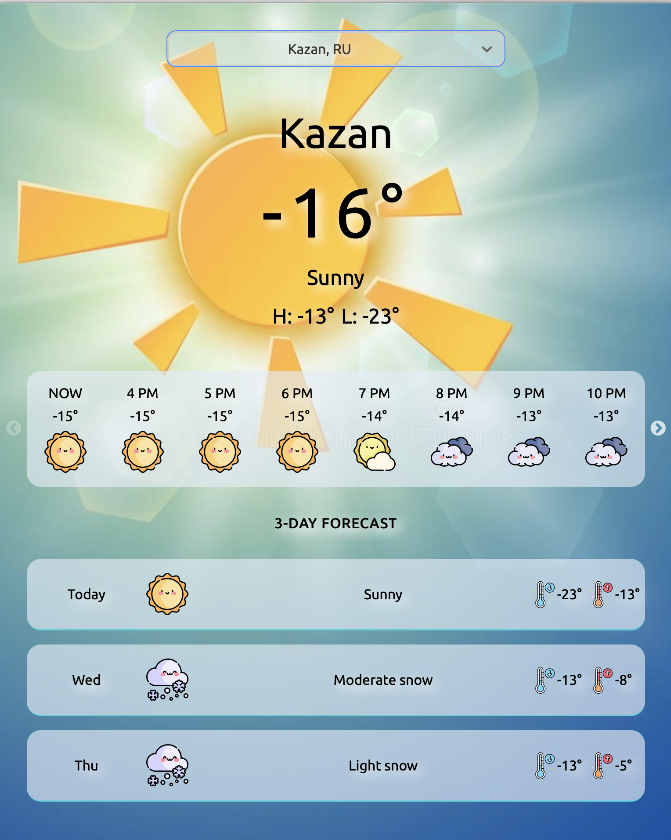 Kazan, RU
Kazan
-16°
Sunny
H: -13° L: -23°
NOW 4 PM 5 PM 6 PM 7 PM 8 PM 9 PM 10 PM
-15° -15° -15° -15° -14° -14° -13° -13°
3-DAY FORECAST
Today Sunny -23° -13°
Wed Moderate snow -13° -8°
Thu Light snow -13° -5°